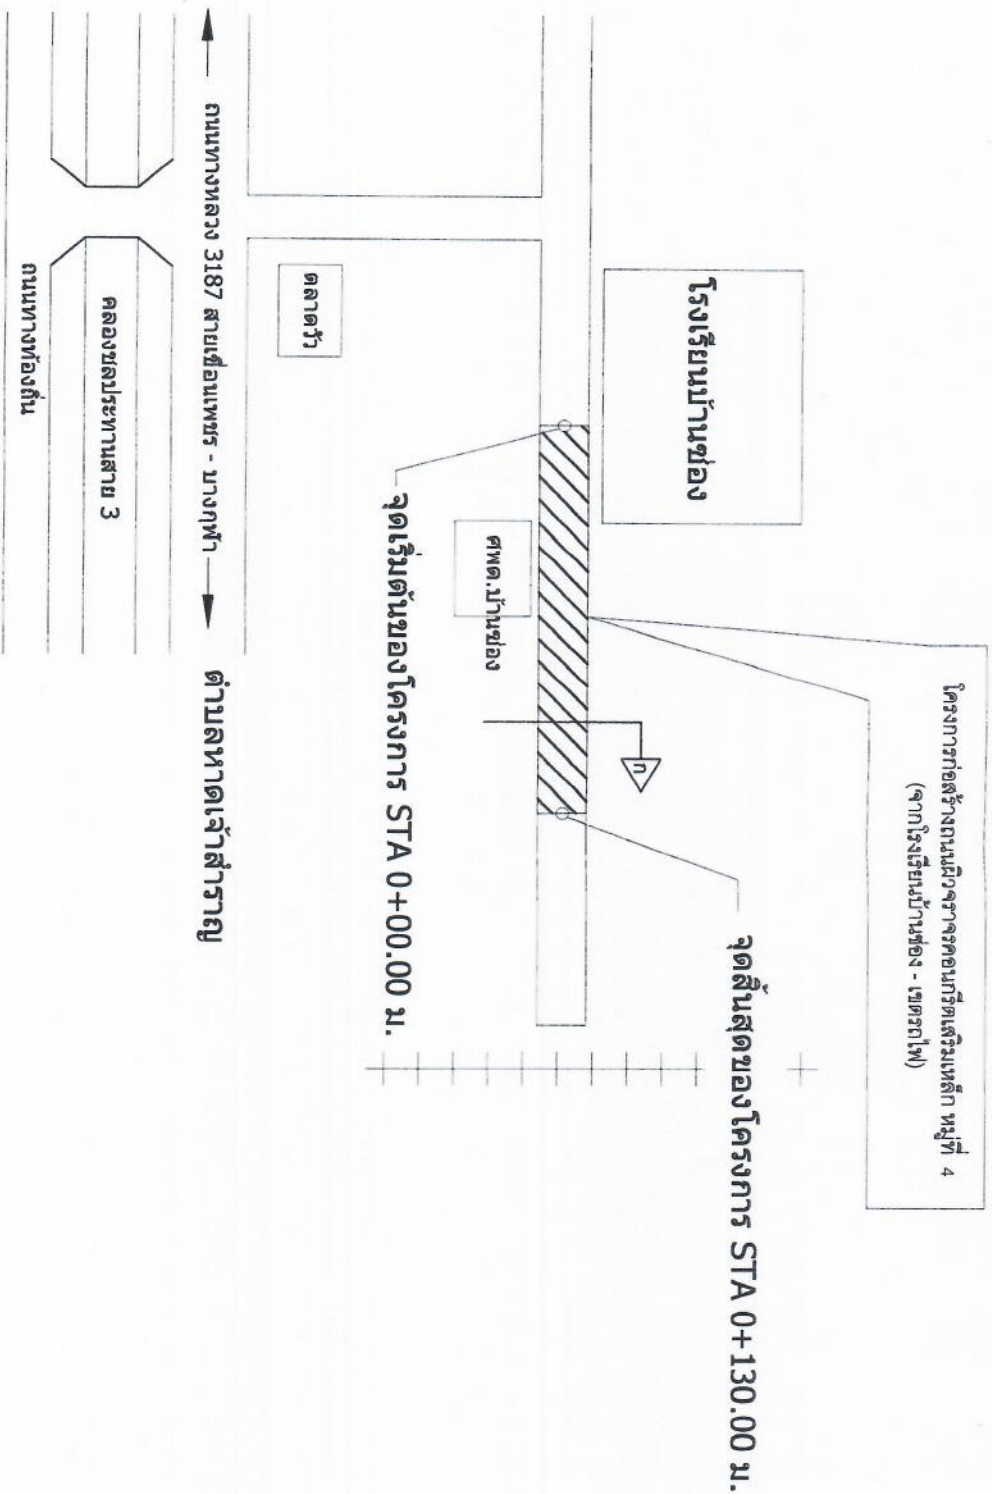 โครงการก่อสร้างถนนผิวจราจรคอนกรีตเสริมเหล็ก หมู่ที่ 4
(จากโรงเรียนบ้านช่อง - เขตรถไฟ)
จุดสิ้นสุดของโครงการ STA 0+130.00 ม.
โรงเรียนบ้านช่อง
ก
ศพด.บ้านช่อง
จุดเริ่มต้นของโครงการ STA 0+00.00 ม.
ตลาดวัว
ถนนทางหลวง 3187 สายเขื่อนเพชร - บางกุฬา
ตำบลหาดเจ้าสำราญ
คลองชลประทานสาย 3
ถนนทางท้องถิ่น